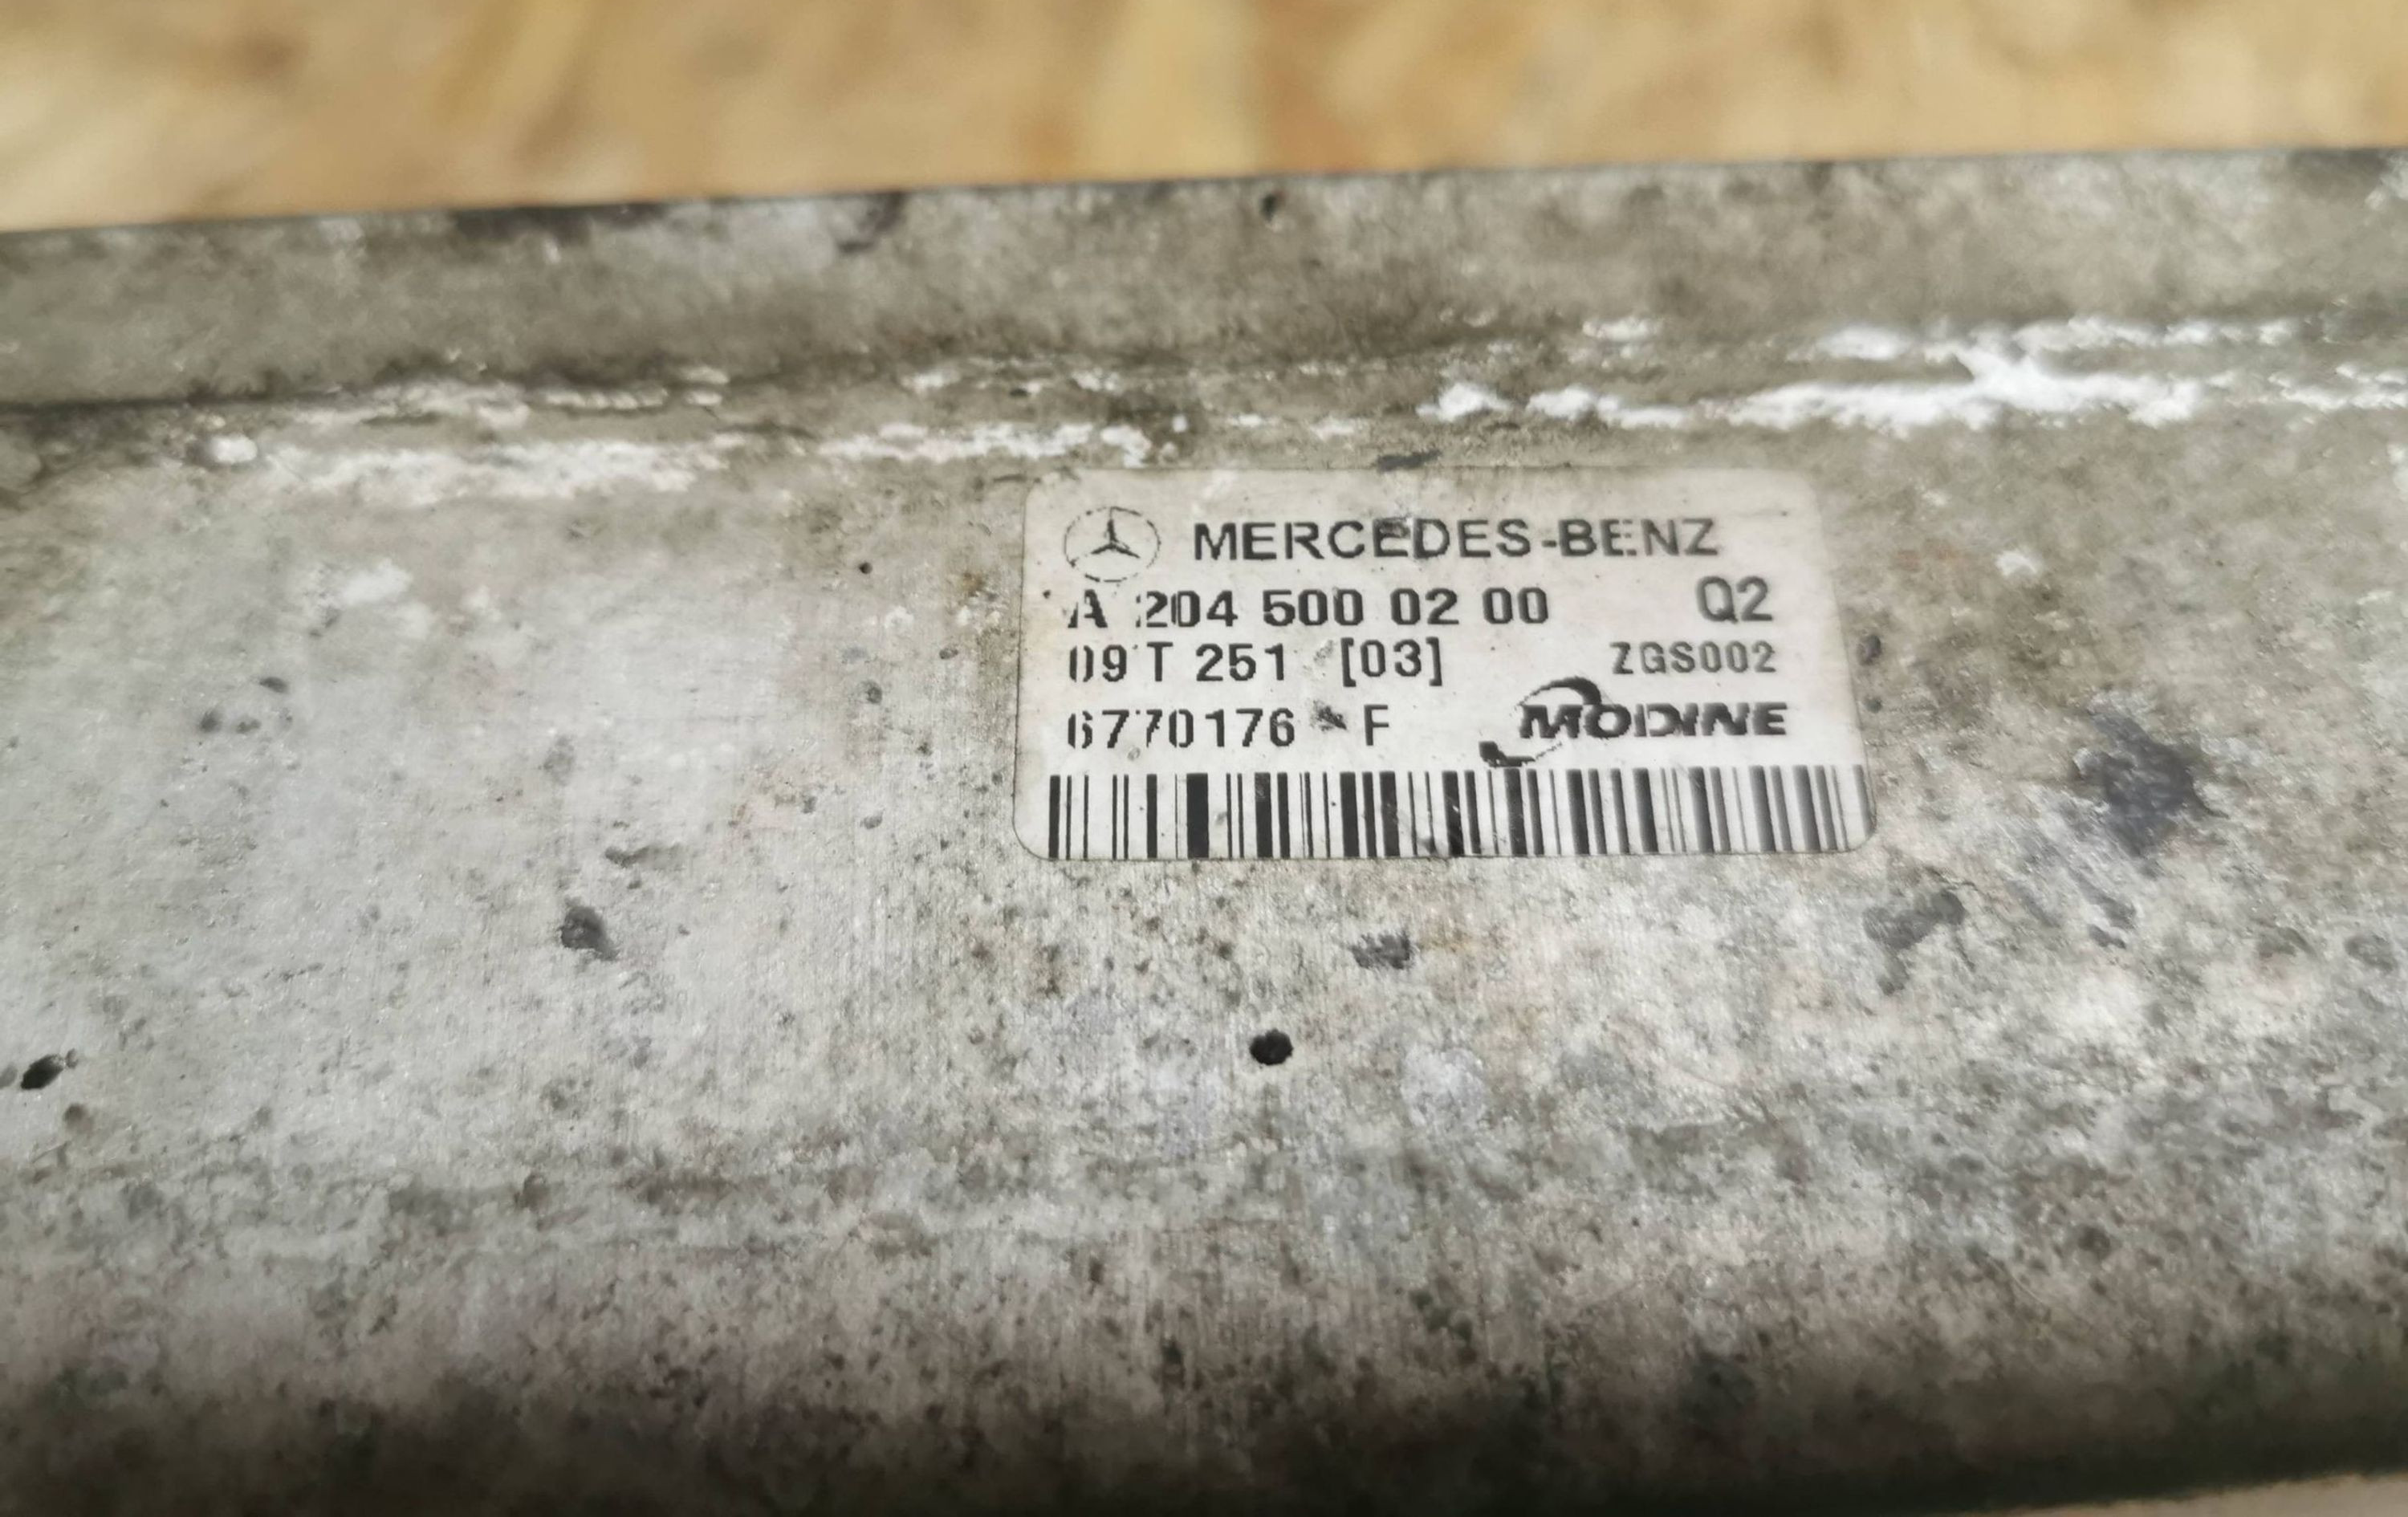 MERCEDES-BENZ
A 204 500 02 00 Q2
09 T 251 [03] ZGS002
6770176 F MODINE